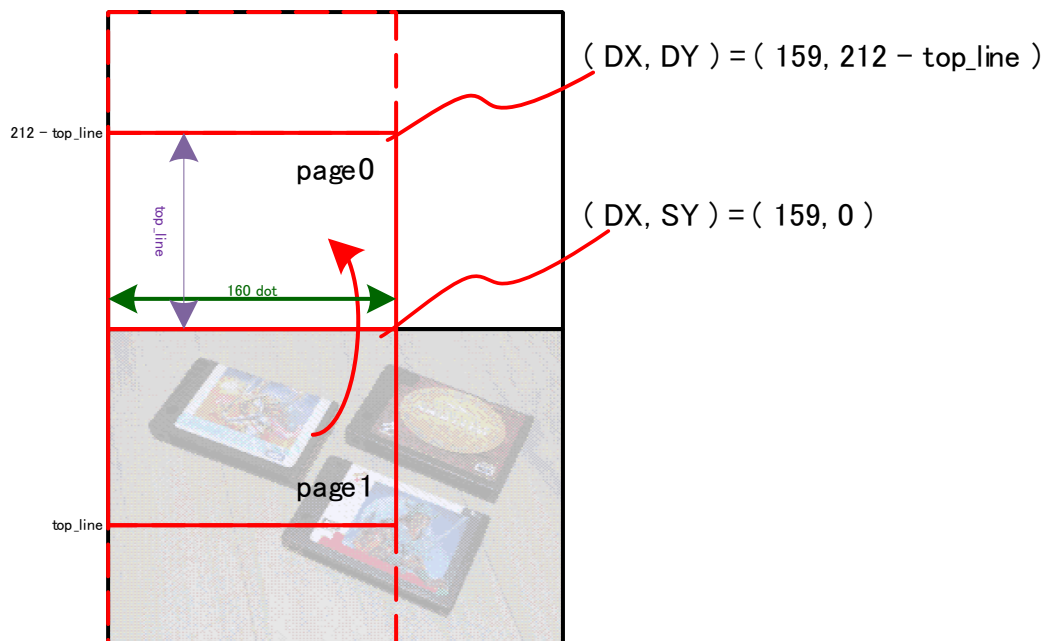 ( DX, DY ) = ( 159, 212 − top_line )
212 − top_line
page0
top_line
( DX, SY ) = ( 159, 0 )
160 dot
page1
top_line